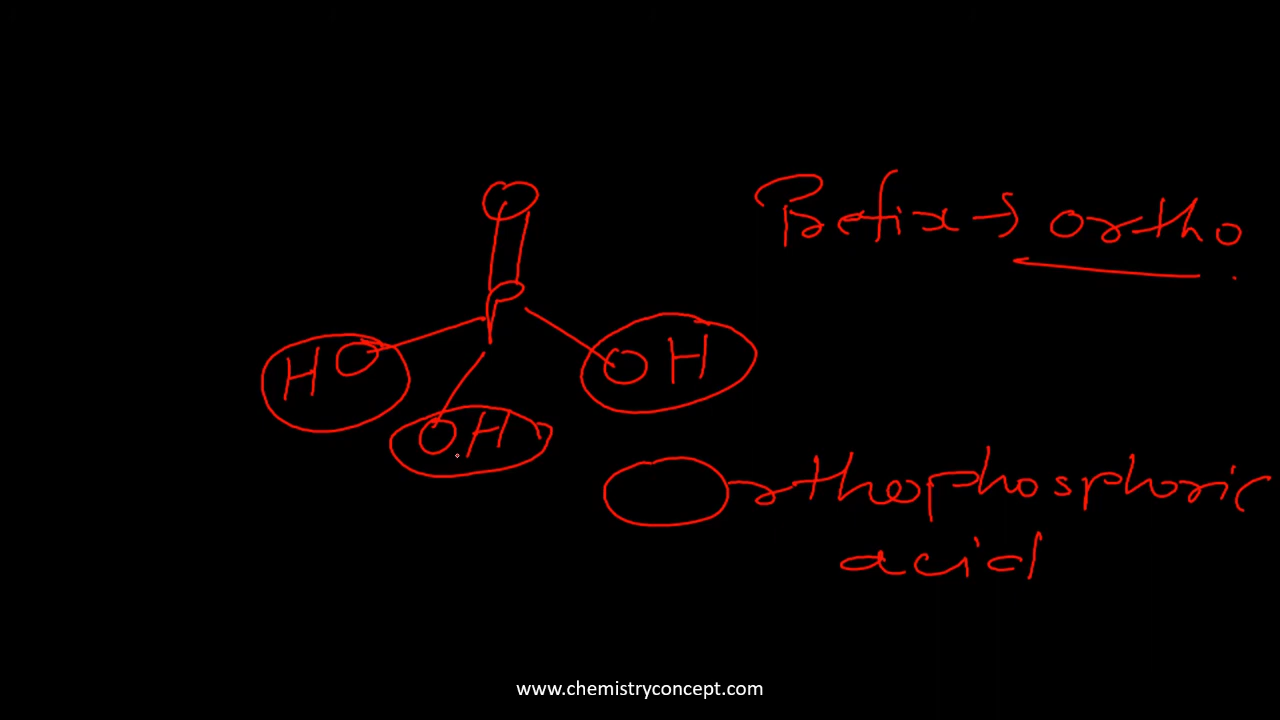 O
P
HO
OH
OH
Prefix → ortho
Orthophosphoric
acid
www.chemistryconcept.com